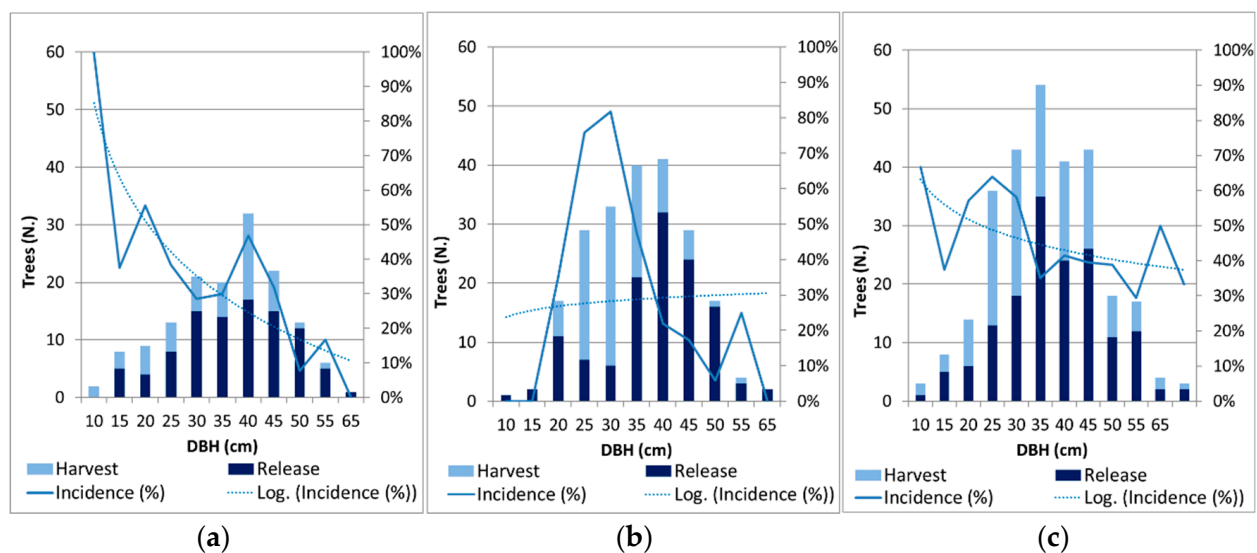 60 100%
90%
50 80%
70%
40 60%
30 50%
40%
20 30%
10 20%
10%
0 0%
Trees (N.)
10 15 20 25 30 35 40 45 50 55 65
DBH (cm)
Harvest Release
Incidence (%) Log. (Incidence (%))
(a)
60 100%
90%
50 80%
70%
40 60%
30 50%
40%
20 30%
10 20%
10%
0 0%
Trees (N.)
10 15 20 25 30 35 40 45 50 55 65
DBH (cm)
Harvest Release
Incidence (%) Log. (Incidence (%))
(b)
60 100%
90%
50 80%
70%
40 60%
30 50%
40%
20 30%
10 20%
10%
0 0%
Trees (N.)
10 15 20 25 30 35 40 45 50 55 65
DBH (cm)
Harvest Release
Incidence (%) Log. (Incidence (%))
(c)